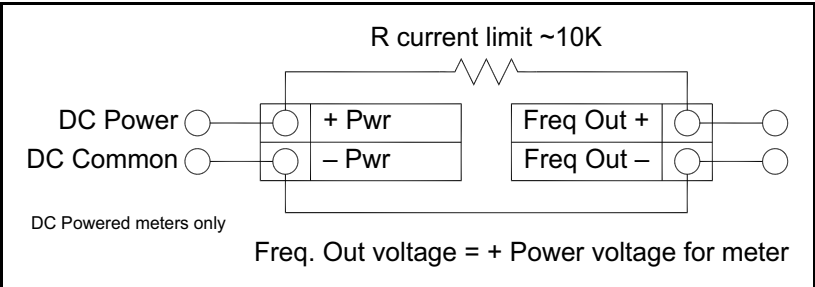 R current limit ~10K
DC Power + Pwr Freq Out +
DC Common – Pwr Freq Out –
DC Powered meters only
Freq. Out voltage = + Power voltage for meter